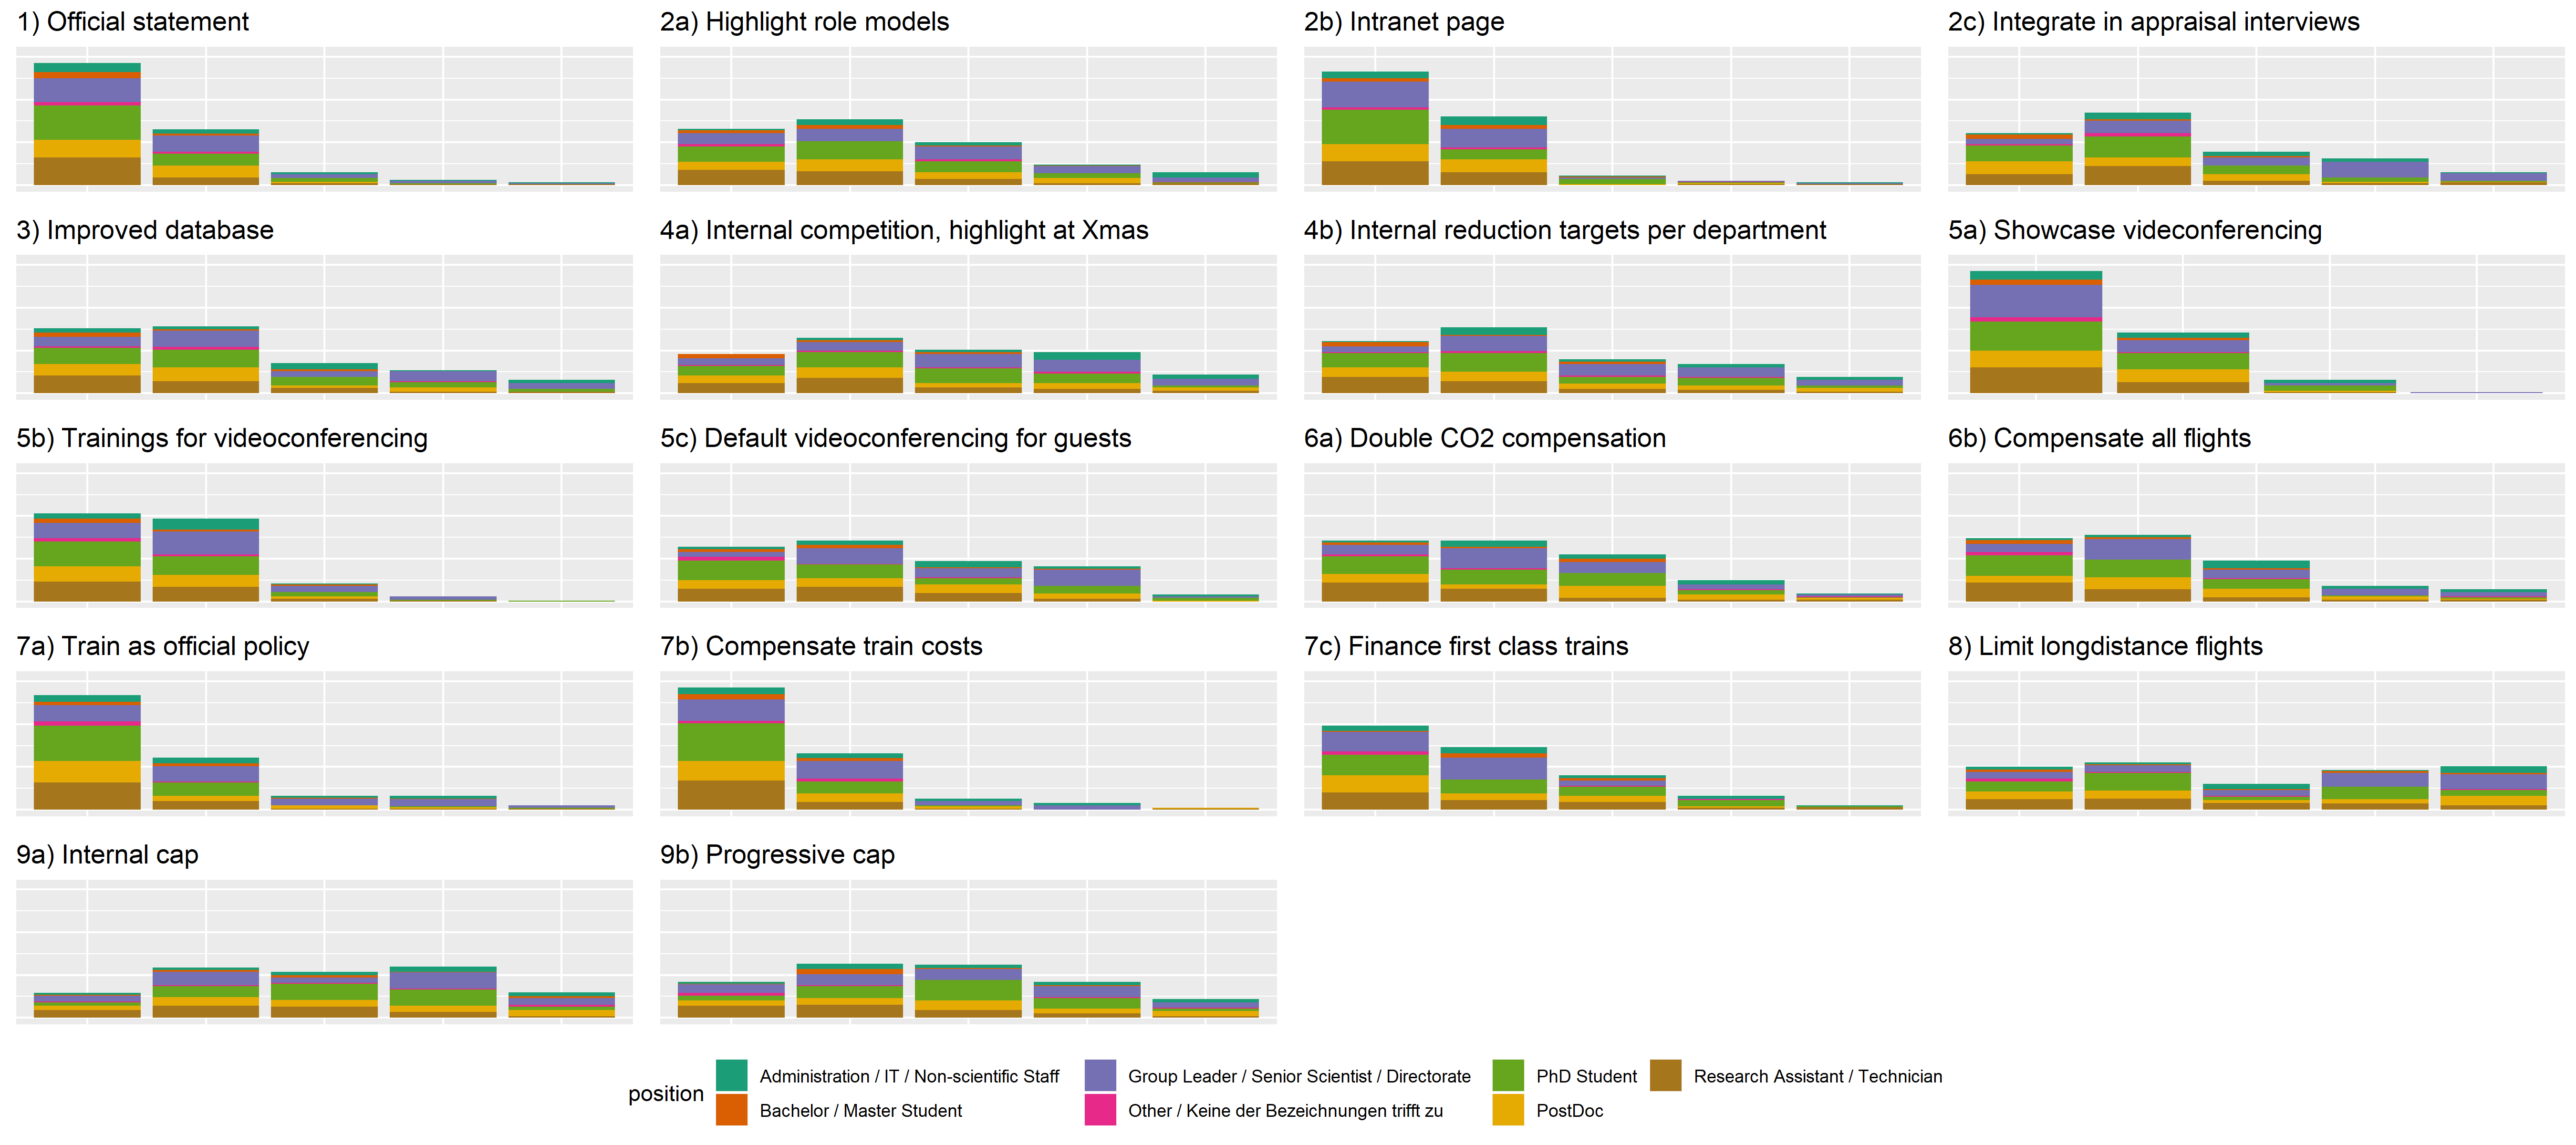 1) Official statement
2a) Highlight role models
2b) Intranet page
2c) Integrate in appraisal interviews
3) Improved database
4a) Internal competition, highlight at Xmas
4b) Internal reduction targets per department
5a) Showcase videoconferencing
5b) Trainings for videoconferencing
5c) Default videoconferencing for guests
6a) Double CO2 compensation
6b) Compensate all flights
7a) Train as official policy
7b) Compensate train costs
7c) Finance first class trains
8) Limit longdistance flights
9a) Internal cap
9b) Progressive cap
position
Administration / IT / Non-scientific Staff
Bachelor / Master Student
Group Leader / Senior Scientist / Directorate
Other / Keine der Bezeichnungen trifft zu
PhD Student
PostDoc
Research Assistant / Technician